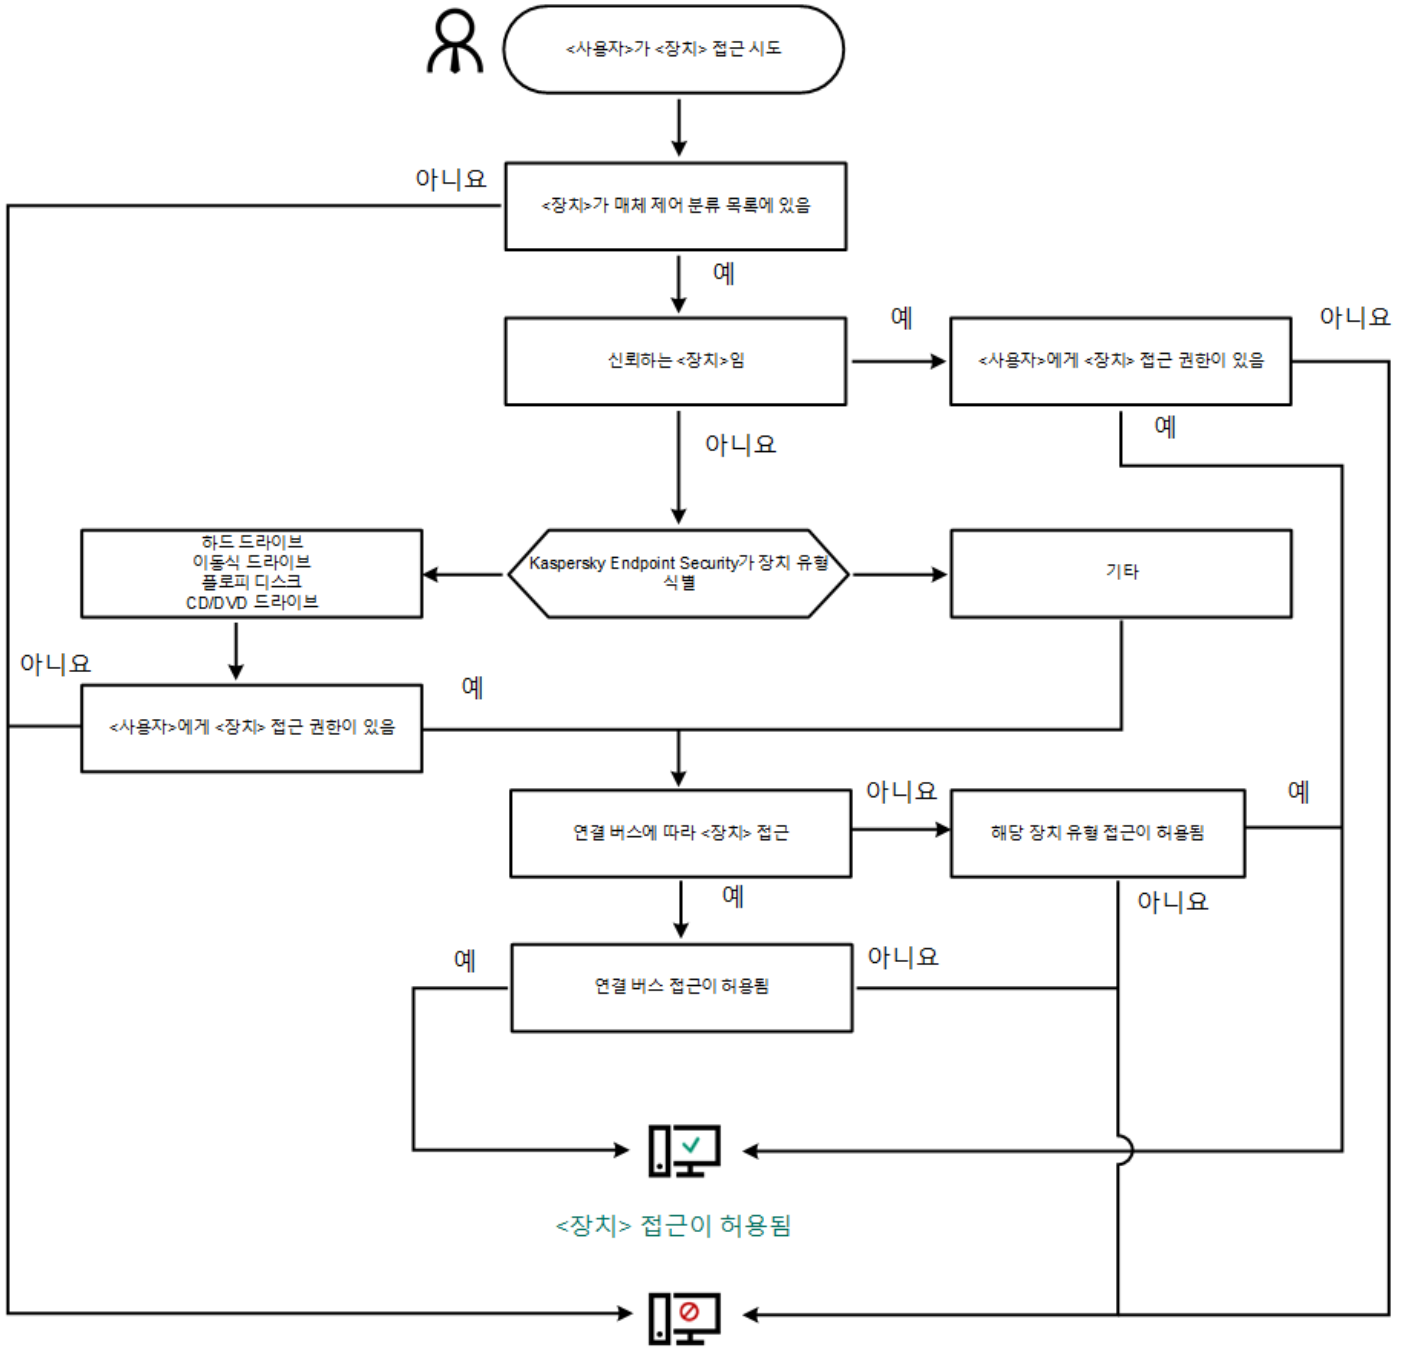 <사용자>가 <장치> 접근 시도
아니요
<장치>가 매체 제어 분류 목록에 있음
예
신뢰하는 <장치>임
예
<사용자>에게 <장치> 접근 권한이 있음
아니요
예
아니요
하드 드라이브
이동식 드라이브
플로피 디스크
CD/DVD 드라이브
Kaspersky Endpoint Security가 장치 유형
식별
기타
아니요
<사용자>에게 <장치> 접근 권한이 있음
예
연결 버스에 따라 <장치> 접근
아니요
해당 장치 유형 접근이 허용됨
예
예
아니요
예
연결 버스 접근이 허용됨
아니요
<장치> 접근이 허용됨